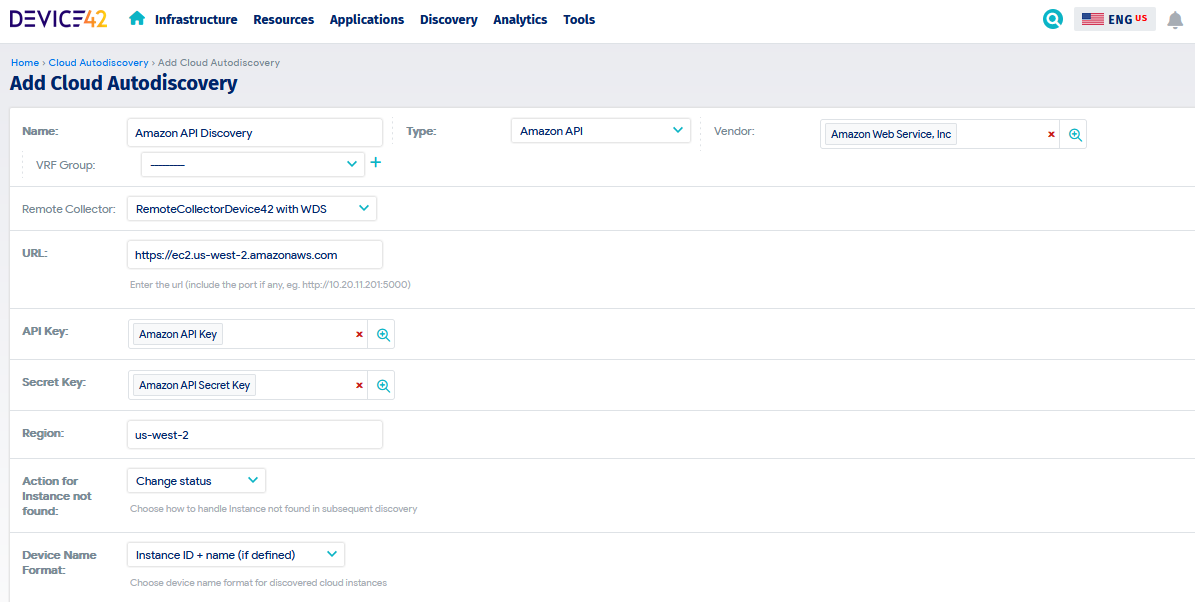 DEVICE42 Infrastructure Resources Applications Discovery Analytics Tools ENG US
Home › Cloud Autodiscovery › Add Cloud Autodiscovery
Add Cloud Autodiscovery
Name: Amazon API Discovery Type: Amazon API Vendor: Amazon Web Service, Inc
VRF Group: ---------
Remote Collector: RemoteCollectorDevice42 with WDS
URL: https://ec2.us-west-2.amazonaws.com
Enter the url (include the port if any, eg. http://10.20.11.201:5000)
API Key: Amazon API Key
Secret Key: Amazon API Secret Key
Region: us-west-2
Action for
Instance not
found:
Change status
Choose how to handle Instance not found in subsequent discovery
Device Name
Format:
Instance ID + name (if defined)
Choose device name format for discovered cloud instances